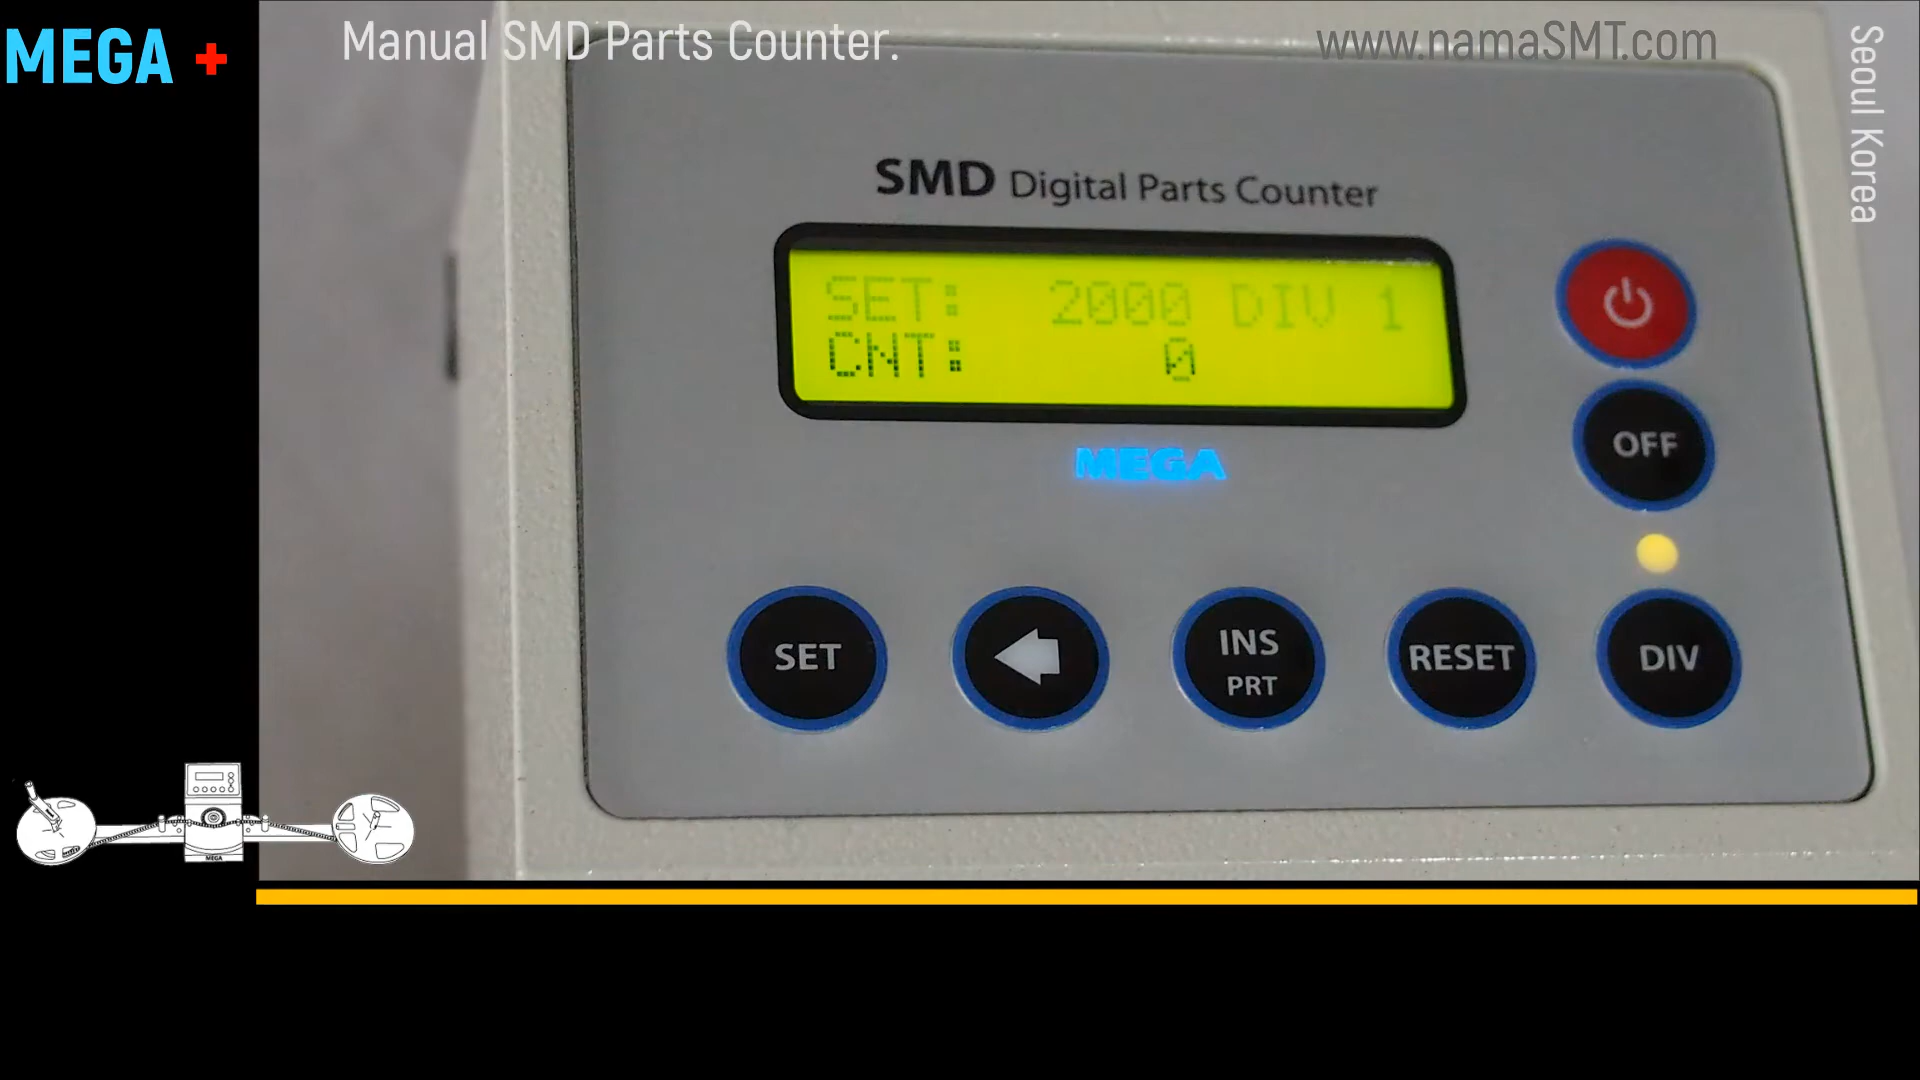 MEGA +
Manual SMD Parts Counter.
www.namaSMT.com
Seoul Korea
SMD Digital Parts Counter
SET: 2000 DIV 1
CNT: 0
MEGA
OFF
SET
INS
PRT
RESET
DIV
MEGA